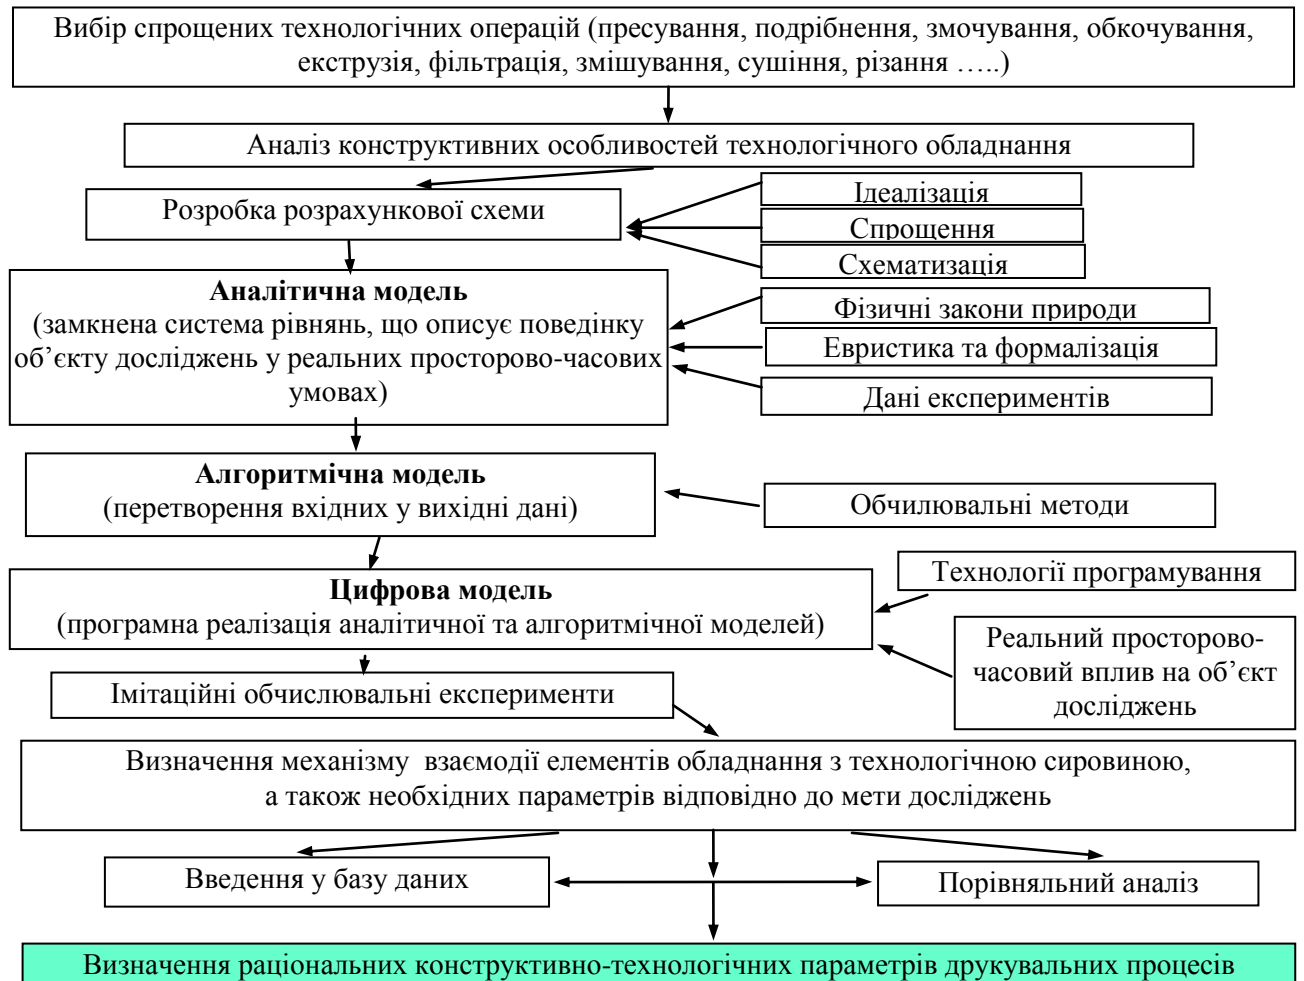 Вибір спрощених технологічних операцій (пресування, подрібнення, змочування, обкочування,
екструзія, фільтрація, змішування, сушіння, різання …..)
Аналіз конструктивних особливостей технологічного обладнання
Розробка розрахункової схеми
Ідеалізація
Спрощення
Схематизація
Аналітична модель
(замкнена система рівнянь, що описує поведінку
об’єкту досліджень у реальних просторово-часових
умовах)
Фізичні закони природи
Евристика та формалізація
Дані експериментів
Алгоритмічна модель
(перетворення вхідних у вихідні дані)
Обчилювальні методи
Цифрова модель
(програмна реалізація аналітичної та алгоритмічної моделей)
Технології програмування
Реальний просторово-
часовий вплив на об’єкт
досліджень
Імітаційні обчислювальні експерименти
Визначення механізму взаємодії елементів обладнання з технологічною сировиною,
а також необхідних параметрів відповідно до мети досліджень
Введення у базу даних
Порівняльний аналіз
Визначення раціональних конструктивно-технологічних параметрів друкувальних процесів